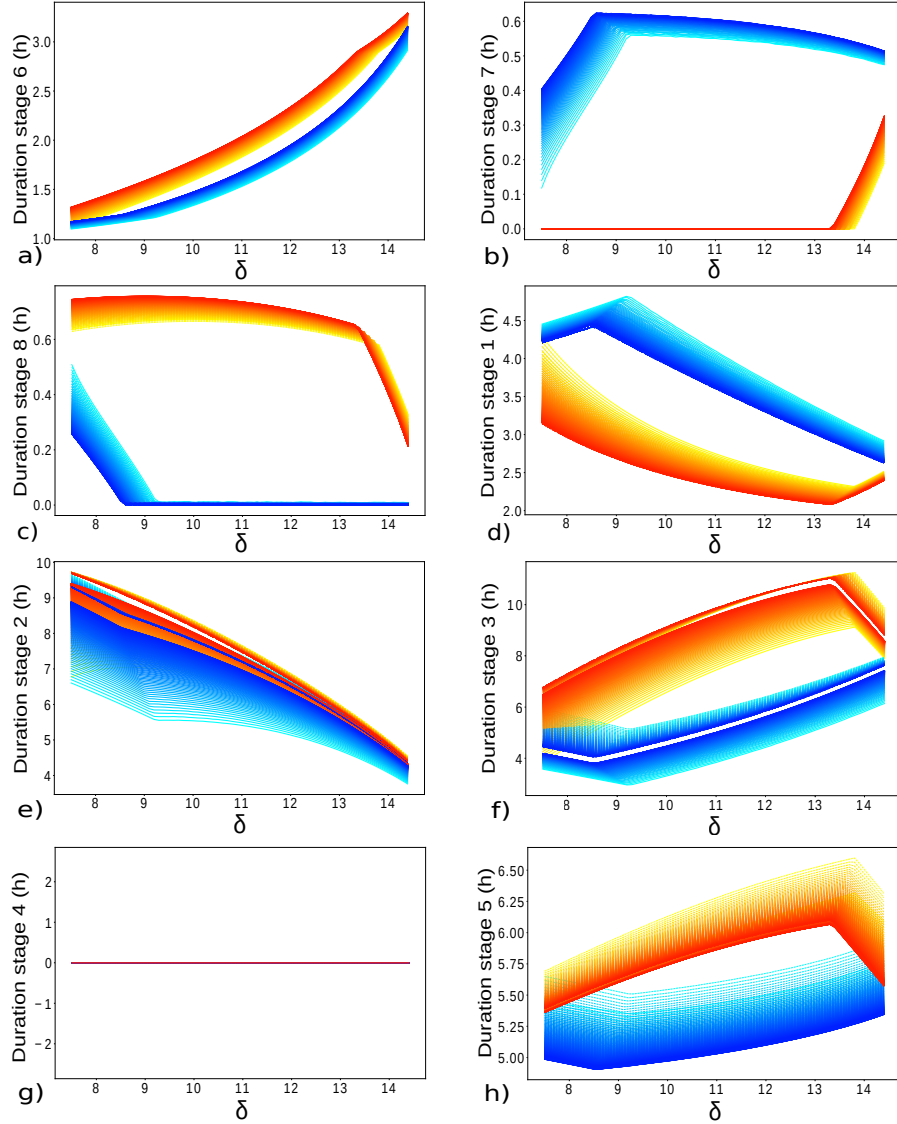 Duration stage 6 (h)
3.0
2.5
2.0
1.5
1.0
8 9 10 11 12 13 14
δ
a)
Duration stage 7 (h)
0.6
0.5
0.4
0.3
0.2
0.1
0.0
8 9 10 11 12 13 14
δ
b)
Duration stage 8 (h)
0.6
0.4
0.2
0.0
8 9 10 11 12 13 14
δ
c)
Duration stage 1 (h)
4.5
4.0
3.5
3.0
2.5
2.0
8 9 10 11 12 13 14
δ
d)
Duration stage 2 (h)
10
9
8
7
6
5
4
8 9 10 11 12 13 14
δ
e)
Duration stage 3 (h)
10
8
6
4
8 9 10 11 12 13 14
δ
f)
Duration stage 4 (h)
2
1
0
−1
−2
8 9 10 11 12 13 14
δ
g)
Duration stage 5 (h)
6.50
6.25
6.00
5.75
5.50
5.25
5.00
8 9 10 11 12 13 14
δ
h)